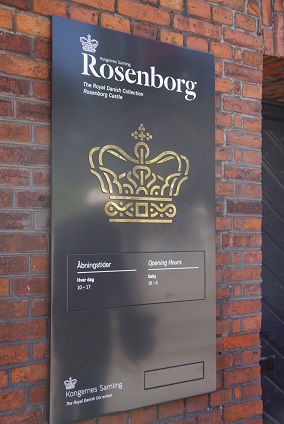 Kongernes Samling
Rosenborg
The Royal Danish Collection
Rosenborg Castle
Åbningstider
Hver dag
10 – 17
Opening Hours
Daily
10 – 5
Kongernes Samling
The Royal Danish Collection